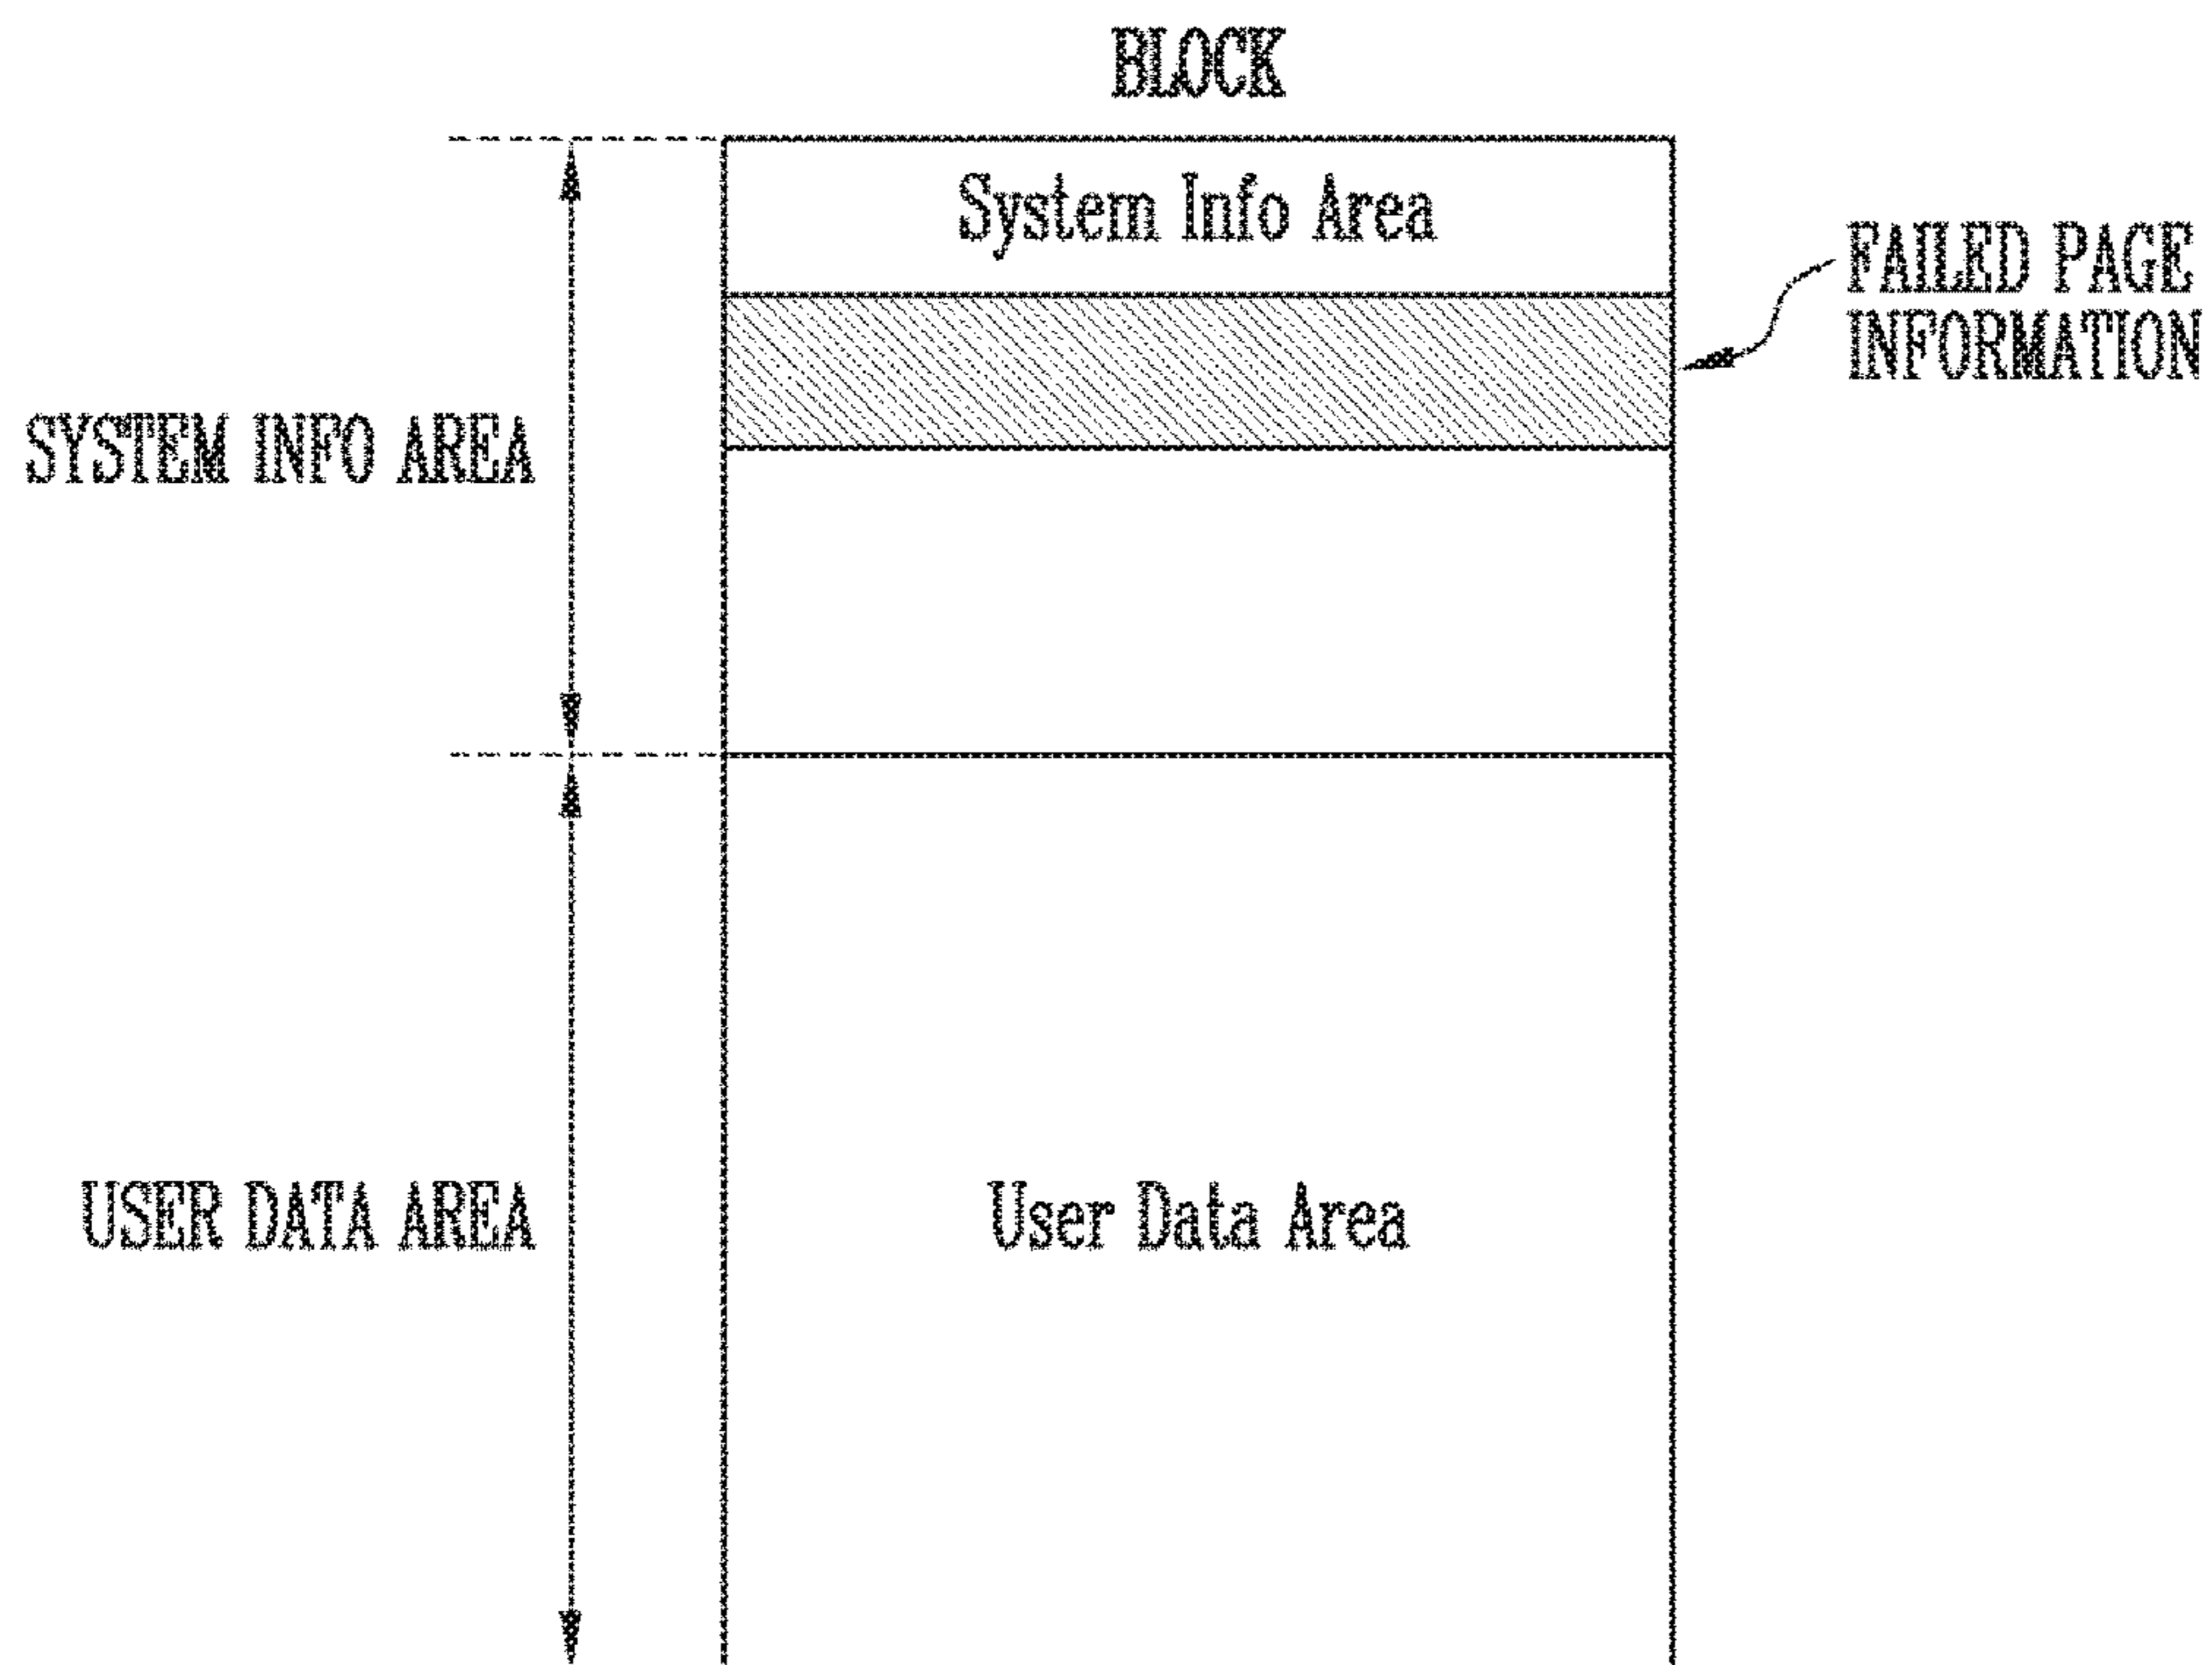 BLOCK
System Info Area
FAILED PAGE
INFORMATION
SYSTEM INFO AREA
USER DATA AREA
User Data Area